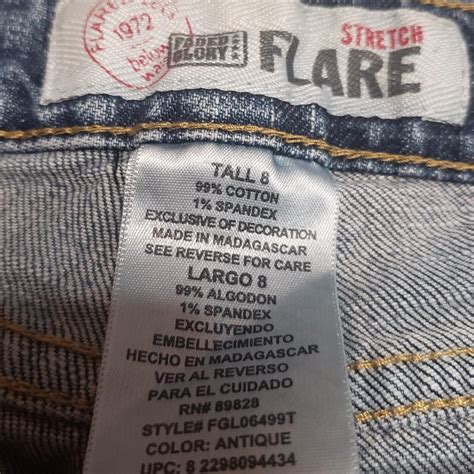 1972
below
FADED
GLORY
STRETCH
FLARE
TALL 8
99% COTTON
1% SPANDEX
EXCLUSIVE OF DECORATION
MADE IN MADAGASCAR
SEE REVERSE FOR CARE
LARGO 8
99% ALGODON
1% SPANDEX
EXCLUYENDO
EMBELLECIMIENTO
HECHO EN MADAGASCAR
VER AL REVERSO
PARA EL CUIDADO
RN# 89828
STYLE# FGL06499T
COLOR: ANTIQUE
UPC: 8 2298094434